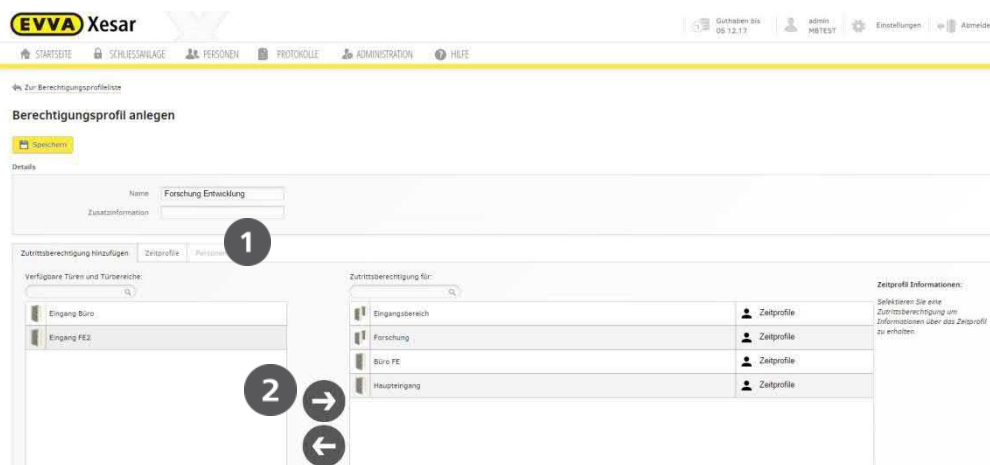 EVVA Xesar
Guthaben bis
05.12.17
admin
MBTEST
Einstellungen
Abmelde
STARTSEITE SCHLIESSANLAGE PERSONEN PROTOKOLLE ADMINISTRATION HILFE
Zur Berechtigungsprofileliste
Berechtigungsprofil anlegen
Speichern
Details
Name Forschung Entwicklung
Zusatzinformation
1
Zutrittsberechtigung hinzufügen Zeitprofile Personen
Verfügbare Türen und Türbereiche:
Eingang Büro
Eingang FE2
2
Zutrittsberechtigung für:
Eingangsbereich Zeitprofile
Forschung Zeitprofile
Büro FE Zeitprofile
Haupteingang Zeitprofile
Zeitprofil Informationen:
Selektieren Sie eine
Zutrittsberechtigung um
Informationen über das Zeitprofil
zu erhalten.